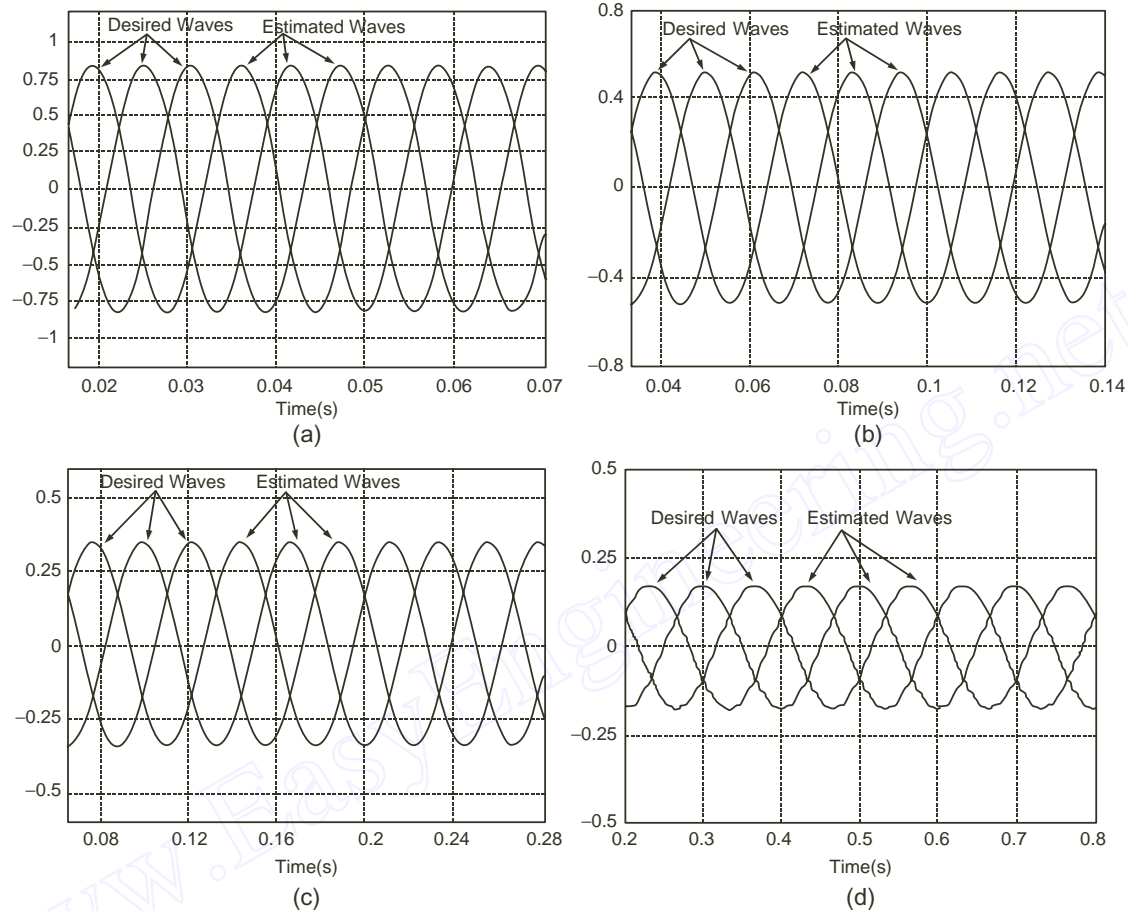 Desired Waves Estimated Waves
1
0.75
0.5
0.25
0
−0.25
−0.5
−0.75
−1
0.02 0.03 0.04 0.05 0.06 0.07
Time(s)
(a)
Desired Waves Estimated Waves
0.8
0.4
0
−0.4
−0.8
0.04 0.06 0.08 0.1 0.12 0.14
Time(s)
(b)
Desired Waves Estimated Waves
0.5
0.25
0
−0.25
−0.5
0.08 0.12 0.16 0.2 0.24 0.28
Time(s)
(c)
Desired Waves Estimated Waves
0.5
0.25
0
−0.25
−0.5
0.2 0.3 0.4 0.5 0.6 0.7 0.8
Time(s)
(d)
www.EasyEngineering.net